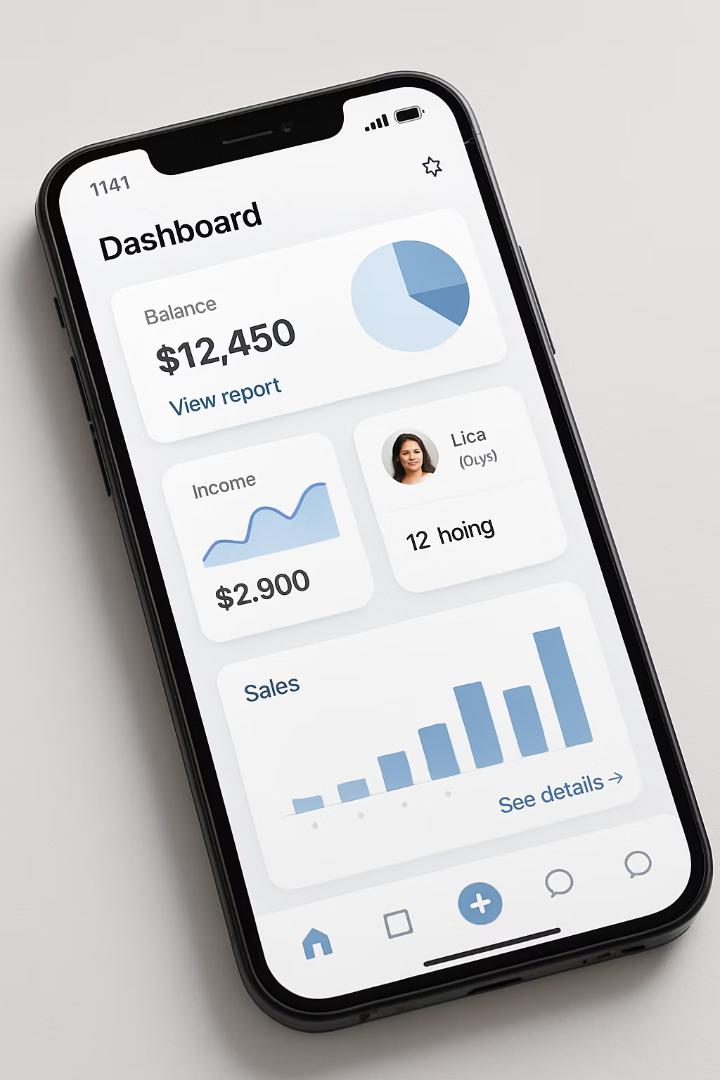 1141
Dashboard
Balance
$12,450
View report
Income
$2.900
Lica
(OLys)
12 hoing
Sales
See details →